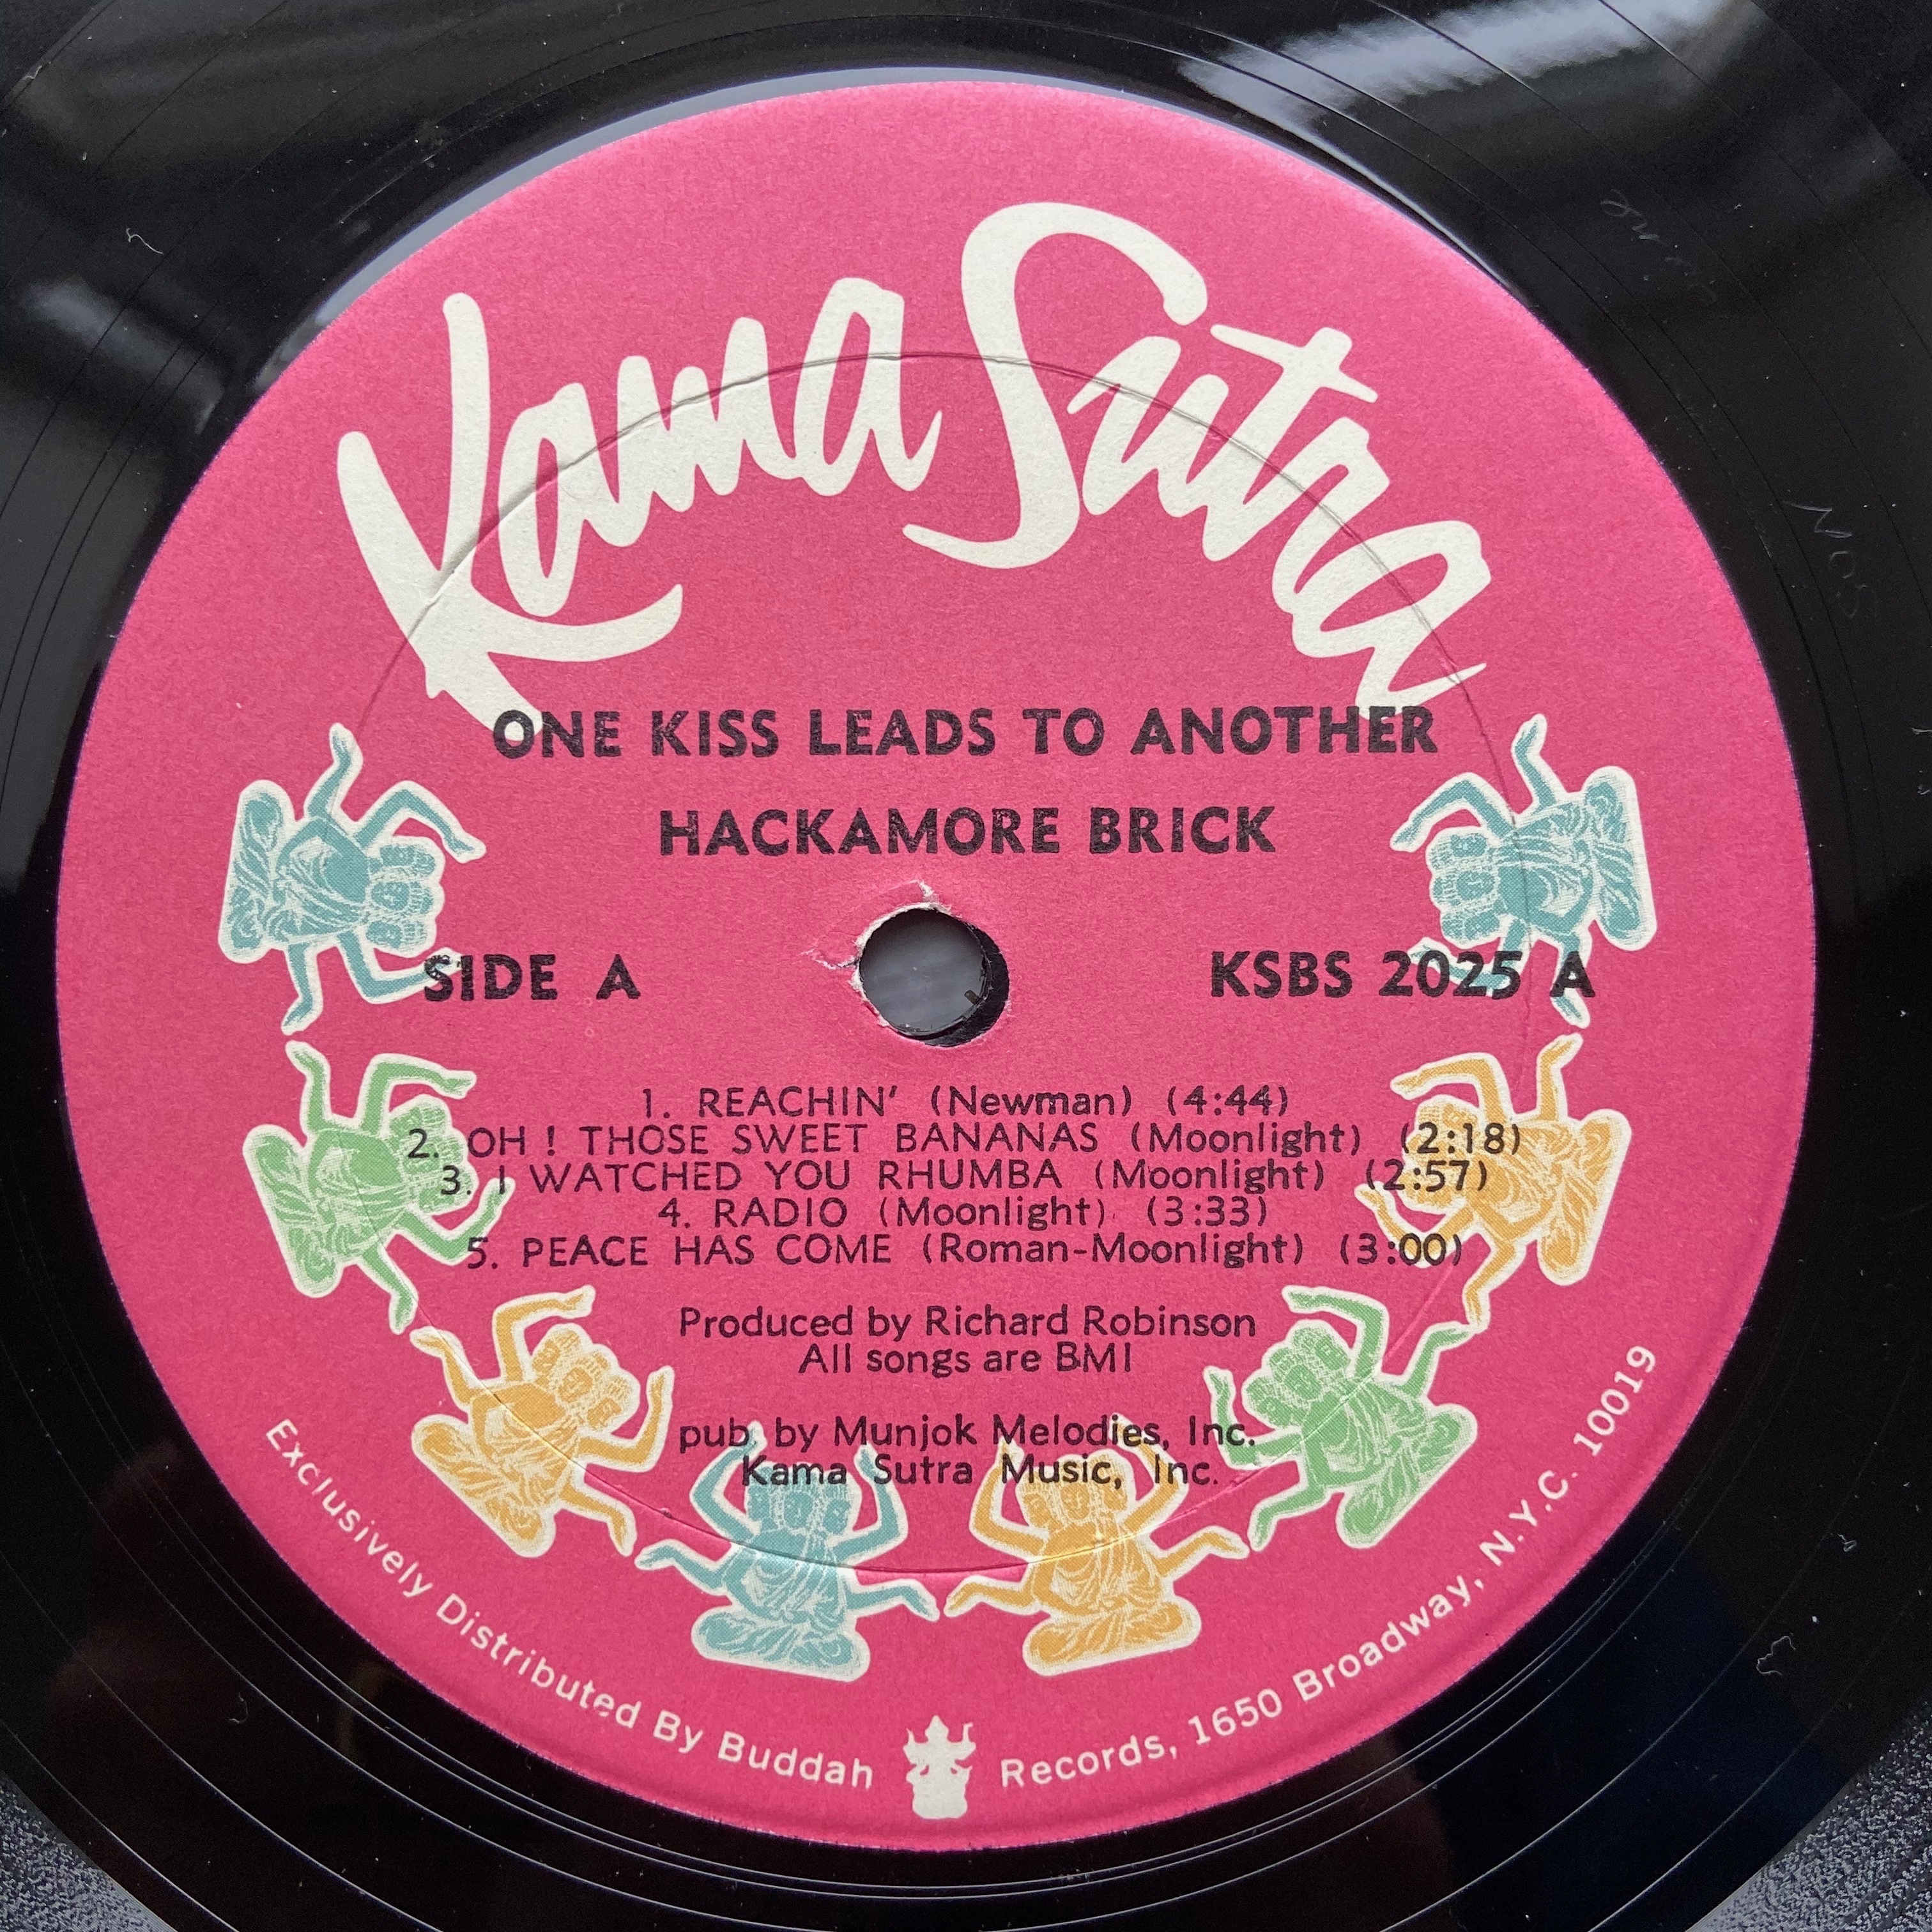 Kama Sutra
ONE KISS LEADS TO ANOTHER
HACKAMORE BRICK
SIDE A
KSBS 2025 A
1. REACHIN' (Newman) (4:44)
2. OH ! THOSE SWEET BANANAS (Moonlight) (2:18)
3. I WATCHED YOU RHUMBA (Moonlight) (2:57)
4. RADIO (Moonlight) (3:33)
5. PEACE HAS COME (Roman-Moonlight) (3:00)
Produced by Richard Robinson
All songs are BMI
pub. by Munjok Melodies, Inc.
Kama Sutra Music, Inc.
Exclusively Distributed By Buddah Records, 1650 Broadway, N.Y.C. 10019